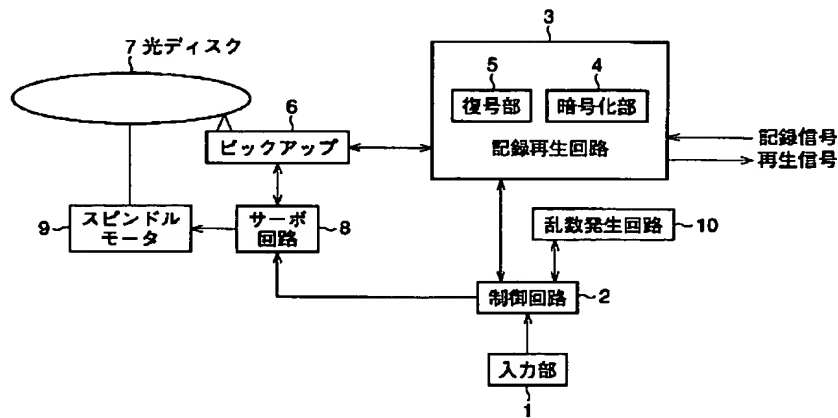 7 光ディスク
3
5
4
復号部
暗号化部
記録再生回路
記録信号
再生信号
6
ピックアップ
9
スピンドル
モータ
サーボ
回路
8
乱数発生回路
10
制御回路
2
入力部
1